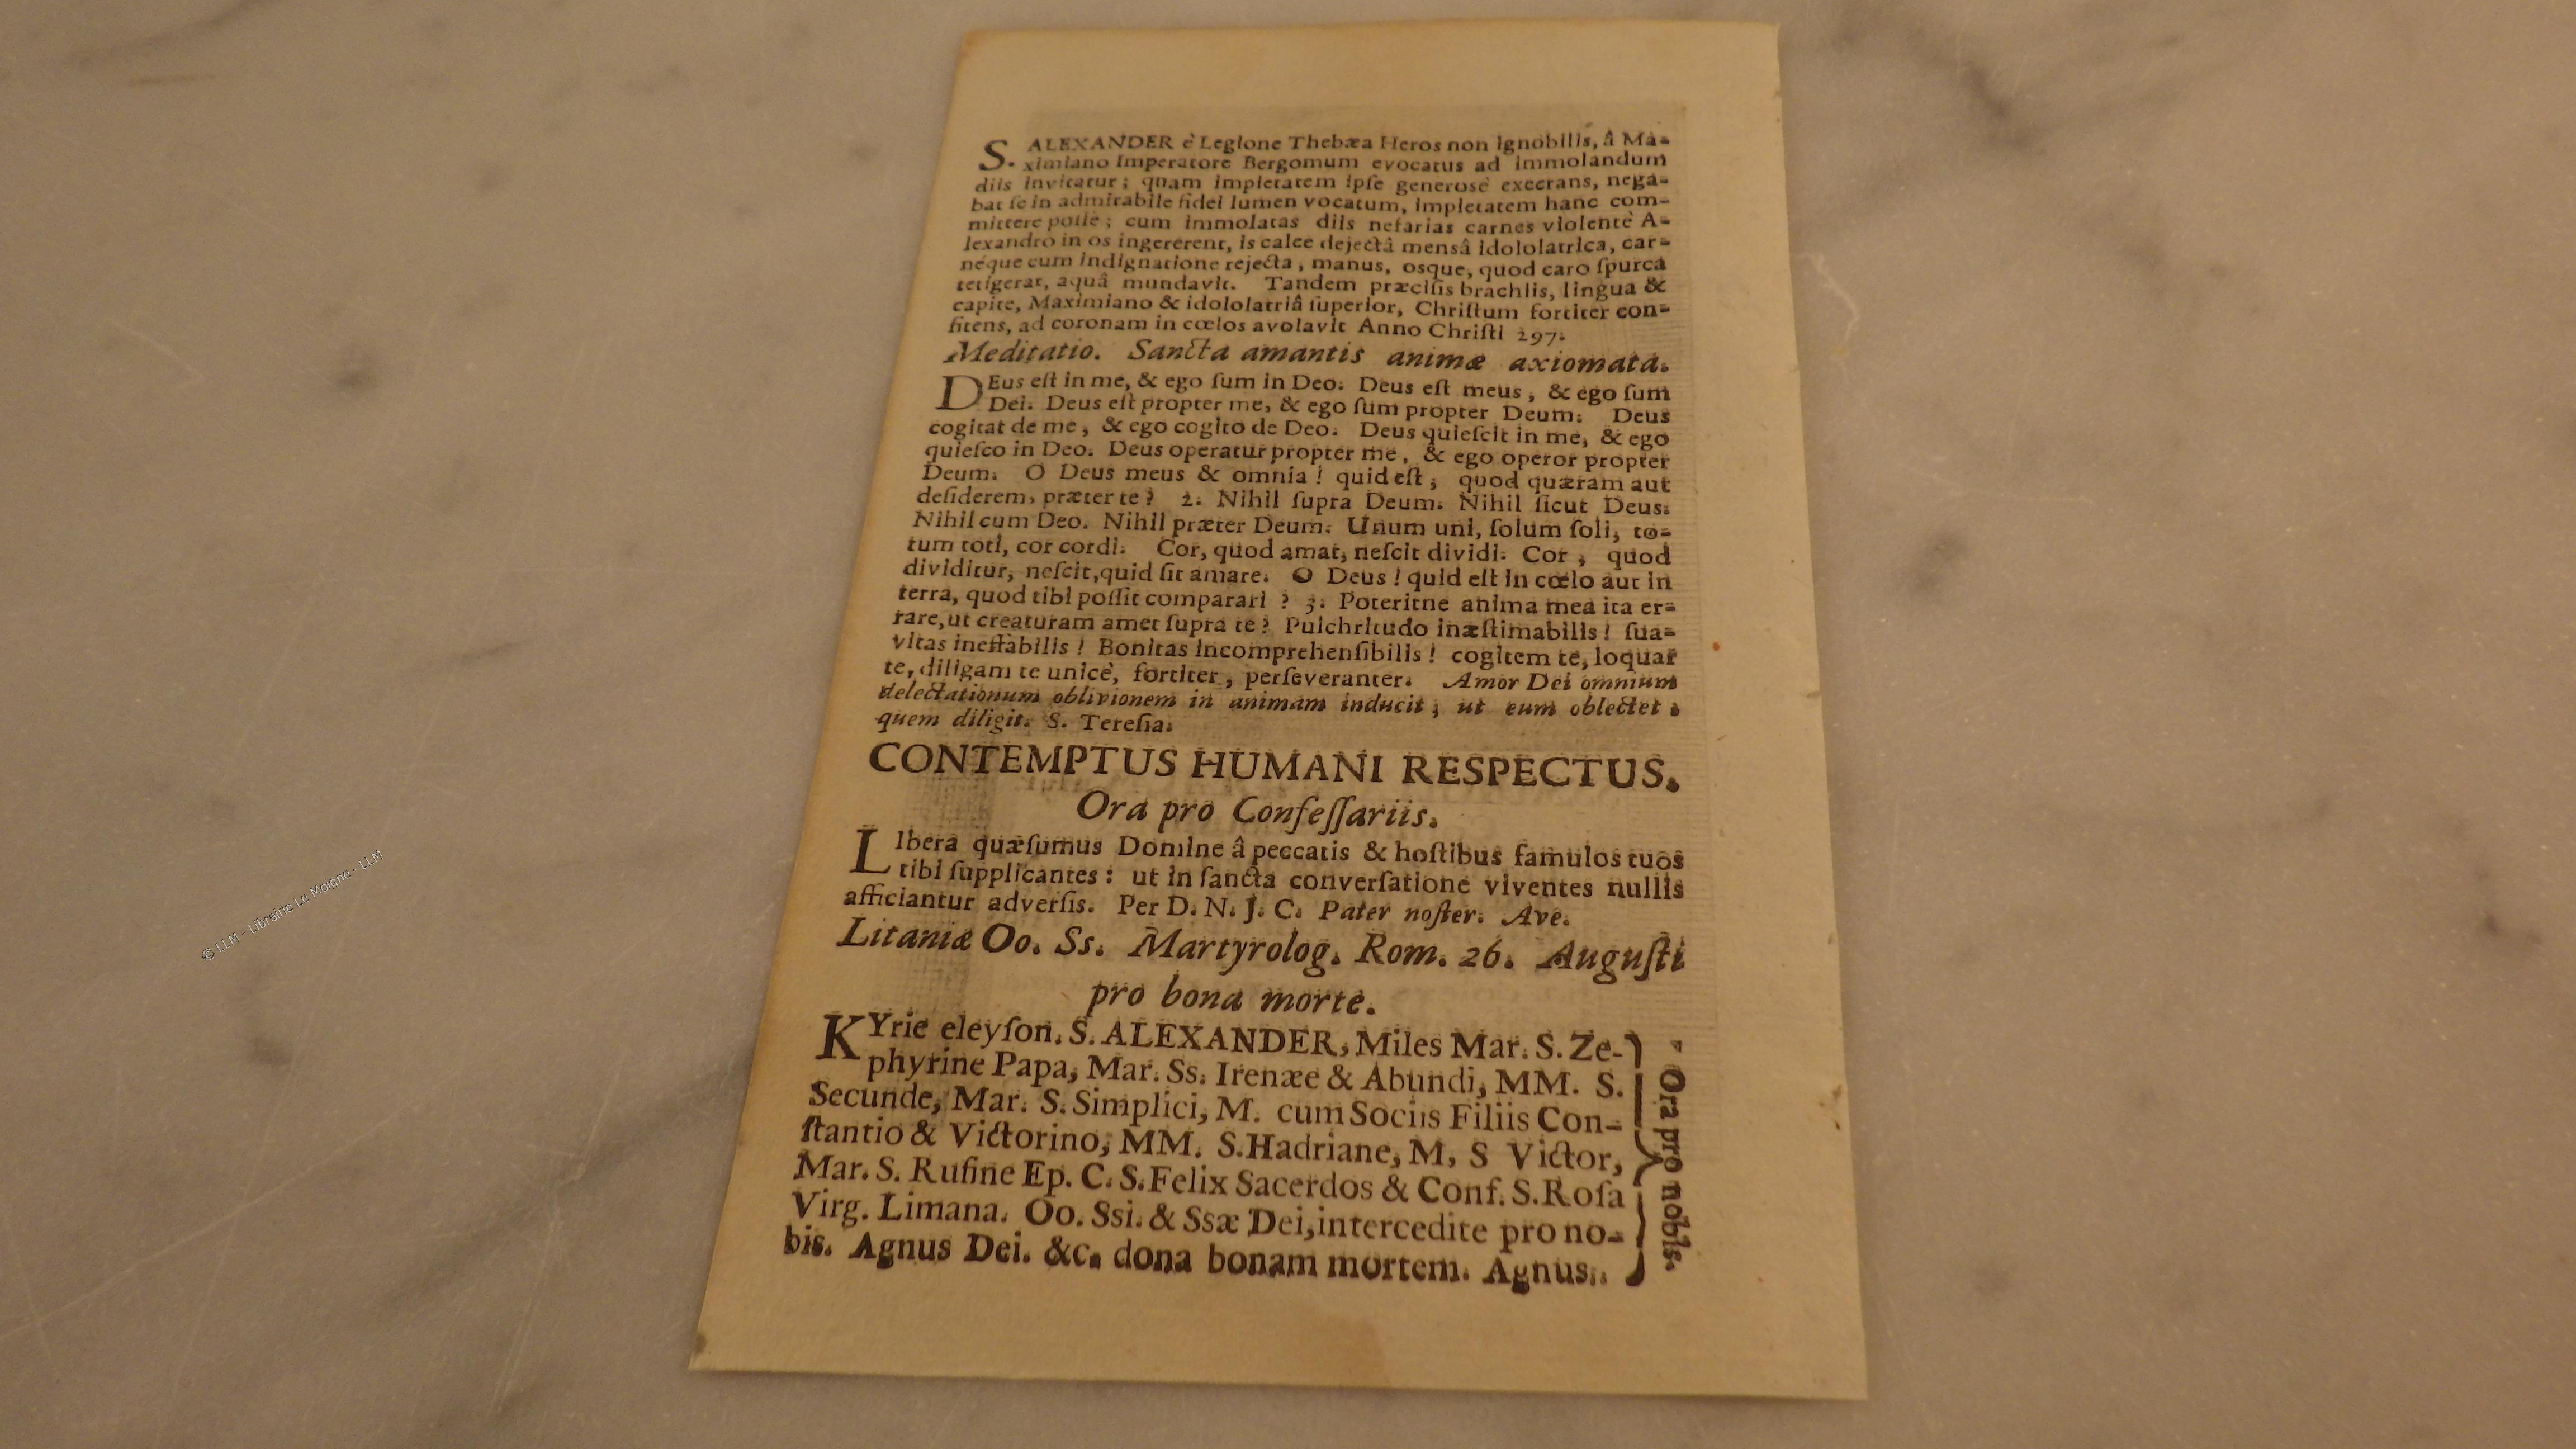 S. ALEXANDER è Legione Thebæa Heros non ignobilis, â Ma-
ximiano Imperatore Bergomum evocatus ad immolandum
diis invitatur; quam impietatem ipſe generosè execrans, nega-
bat ſe in admirabile fidei lumen vocatum, impietatem hanc com-
mittere poſſe; cum immolatas diis nefarias carnes violentè A-
lexandro in os ingererent, is calce dejectâ mensâ idololatrica, car-
néque cum indignatione rejecta, manus, osque, quod caro ſpurca
tetigerat, aquâ mundavit. Tandem præciſis brachiis, lingua &
capite, Maximiano & idololatriâ ſuperior, Chriſtum fortiter con-
fitens, ad coronam in cœlos avolavit Anno Chriſti 297.
Meditatio. Sancta amantis animæ axiomata.
DEus eſt in me, & ego ſum in Deo. Deus eſt meus, & ego ſum
Dei. Deus eſt propter me, & ego ſum propter Deum. Deus
cogitat de me, & ego cogito de Deo. Deus quieſcit in me, & ego
quieſco in Deo. Deus operatur propter me, & ego operor propter
Deum. O Deus meus & omnia! quid eſt, quod quæram aut
deſiderem, præter te? 2. Nihil ſupra Deum. Nihil ſicut Deus.
Nihil cum Deo. Nihil præter Deum. Unum uni, ſolum ſoli, to-
tum toti, cor cordi. Cor, quod amat, neſcit dividi. Cor, quod
dividitur, neſcit, quid ſit amare. O Deus! quid eſt in cœlo aut in
terra, quod tibi poſſit comparari? 3. Poteritne anima mea ita er-
rare, ut creaturam amet ſupra te? Pulchritudo inæſtimabilis! ſua-
vitas ineffabilis! Bonitas incomprehenſibilis! cogitem te, loquar
te, diligam te unicè, fortiter, perſeveranter. Amor Dei omnium
delectationum oblivionem in animam inducit, ut eum oblectet,
quem diligit. S. Tereſia.
CONTEMPTUS HUMANI RESPECTUS.
Ora pro Confeſſariis.
LIbera quæſumus Domine â peccatis & hoſtibus famulos tuos
tibi ſupplicantes: ut in ſancta converſatione viventes nullis
afficiantur adverſis. Per D. N. J. C. Pater noſter. Ave.
Litaniæ Oo. Ss. Martyrolog. Rom. 26. Auguſti
pro bona morte.
KYrie eleyſon. S. ALEXANDER, Miles Mar. S. Ze-
phyrine Papa, Mar. Ss. Irenæe & Abundi, MM. S.
Secunde, Mar. S. Simplici, M. cum Sociis Filiis Con-
ſtantio & Victorino, MM. S. Hadriane, M, S Victor,
Mar. S. Rufine Ep. C. S. Felix Sacerdos & Conf. S. Roſa
Virg. Limana. Oo. Ssi. & Ssæ Dei, intercedite pro no-
bis. Agnus Dei. &c. dona bonam mortem. Agnus.
Ora pro nobis.
© LLM - Librairie Le Moigne - LLM